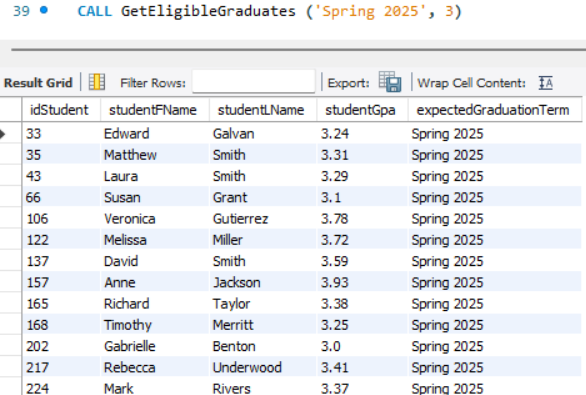 39 CALL GetEligibleGraduates ('Spring 2025', 3)
Result Grid Filter Rows: Export: Wrap Cell Content: IA
idStudent studentFName studentLName studentGpa expectedGraduationTerm
33 Edward Galvan 3.24 Spring 2025
35 Matthew Smith 3.31 Spring 2025
43 Laura Smith 3.29 Spring 2025
66 Susan Grant 3.1 Spring 2025
106 Veronica Gutierrez 3.78 Spring 2025
122 Melissa Miller 3.72 Spring 2025
137 David Smith 3.59 Spring 2025
157 Anne Jackson 3.93 Spring 2025
165 Richard Taylor 3.38 Spring 2025
168 Timothy Merritt 3.25 Spring 2025
202 Gabrielle Benton 3.0 Spring 2025
217 Rebecca Underwood 3.41 Spring 2025
224 Mark Rivers 3.37 Spring 2025